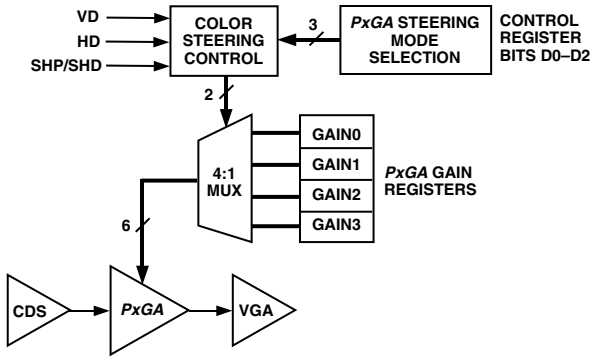 VD
HD
SHP/SHD
COLOR
STEERING
CONTROL
3
PxGA STEERING
MODE
SELECTION
CONTROL
REGISTER
BITS D0–D2
2
4:1
MUX
GAIN0
GAIN1
GAIN2
GAIN3
PxGA GAIN
REGISTERS
6
CDS
PxGA
VGA